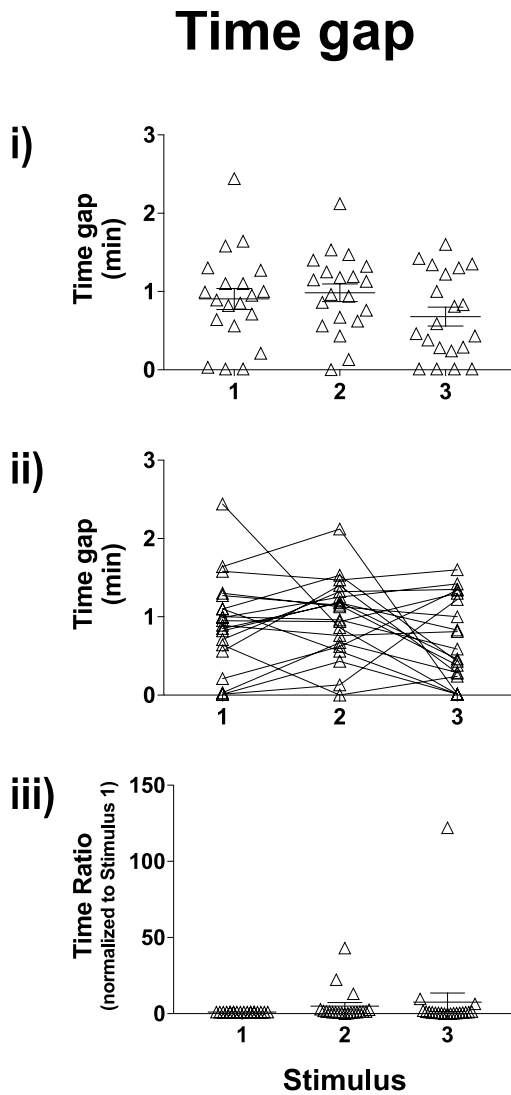 Time gap
i)
Time gap
(min)
3
2
1
0
1 2 3
ii)
Time gap
(min)
3
2
1
0
1 2 3
iii)
Time Ratio
(normalized to Stimulus 1)
150
100
50
0
1 2 3
Stimulus